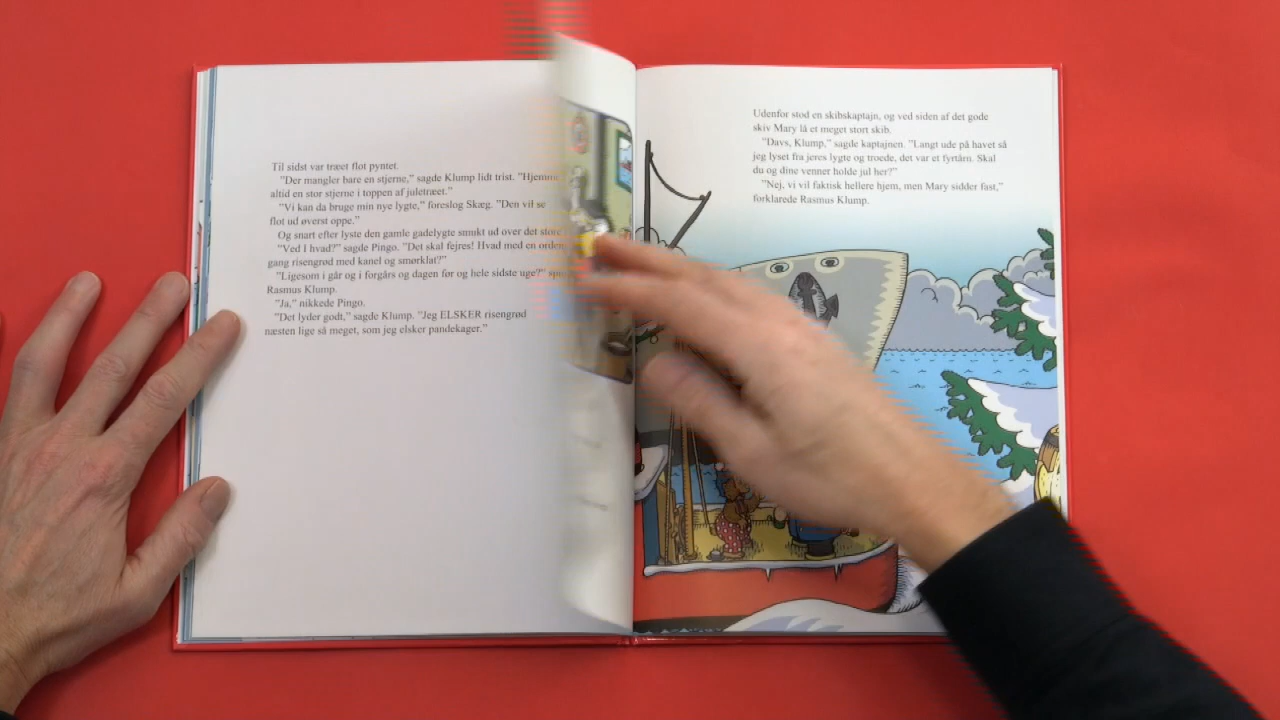 Til sidst var træet flot pyntet.
"Der mangler bare en stjerne," sagde Klump lidt trist. "Hjemme
altid en stor stjerne i toppen af juletræet."
"Vi kan da bruge min nye lygte," foreslog Skæg. "Den vil se
flot ud øverst oppe."
Og snart efter lyste den gamle gadelygte smukt ud over det store
"Ved I hvad?" sagde Pingo. "Det skal fejres! Hvad med en orden
gang risengrød med kanel og smørklat?"
"Ligesom i går og i forgårs og dagen før og hele sidste uge?"
Rasmus Klump.
"Ja," nikkede Pingo.
"Det lyder godt," sagde Klump. "Jeg ELSKER risengrød
næsten lige så meget, som jeg elsker pandekager."
Udenfor stod en skibskaptajn, og ved siden af det gode
skiv Mary lå et meget stort skib.
"Davs, Klump," sagde kaptajnen. "Langt ude på havet så
jeg lyset fra jeres lygte og troede, det var et fyrtårn. Skal
du og dine venner holde jul her?"
"Nej, vi vil faktisk hellere hjem, men Mary sidder fast,"
forklarede Rasmus Klump.